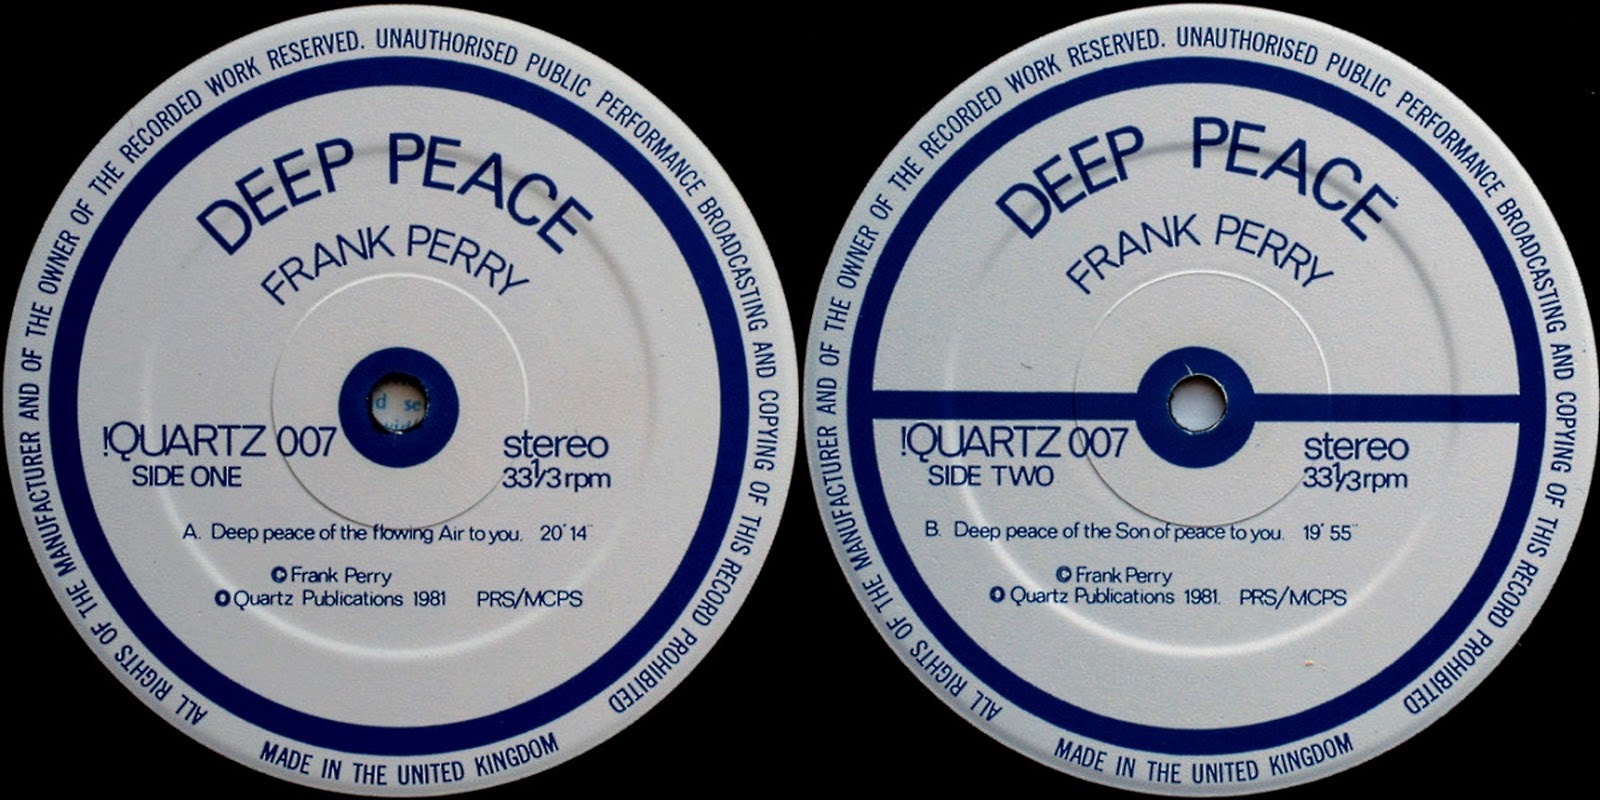 ALL RIGHTS OF THE MANUFACTURER AND OF THE OWNER OF THE RECORDED WORK RESERVED. UNAUTHORISED PUBLIC PERFORMANCE BROADCASTING AND COPYING OF THIS RECORD PROHIBITED
DEEP PEACE
FRANK PERRY
d se
!QUARTZ 007 stereo
SIDE ONE 33⅓rpm
A. Deep peace of the flowing Air to you. 20' 14"
© Frank Perry
℗ Quartz Publications 1981 PRS/MCPS
MADE IN THE UNITED KINGDOM
ALL RIGHTS OF THE MANUFACTURER AND OF THE OWNER OF THE RECORDED WORK RESERVED. UNAUTHORISED PUBLIC PERFORMANCE BROADCASTING AND COPYING OF THIS RECORD PROHIBITED
DEEP PEACE
FRANK PERRY
!QUARTZ 007 stereo
SIDE TWO 33⅓rpm
B. Deep peace of the Son of peace to you. 19' 55"
© Frank Perry
℗ Quartz Publications 1981. PRS/MCPS
MADE IN THE UNITED KINGDOM